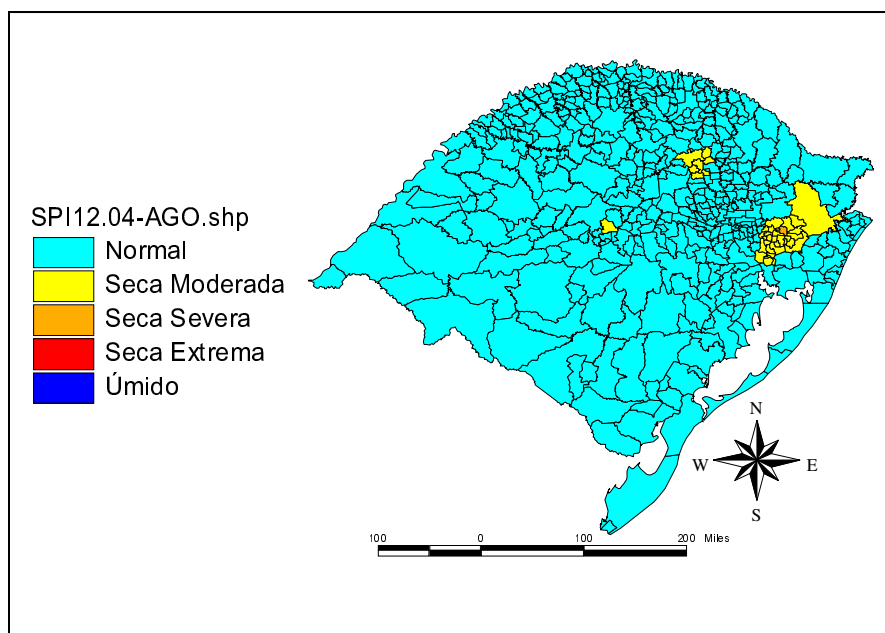 SPI12.04-AGO.shp
Normal
Seca Moderada
Seca Severa
Seca Extrema
Úmido
N
W
E
S
100
0
100
200 Miles